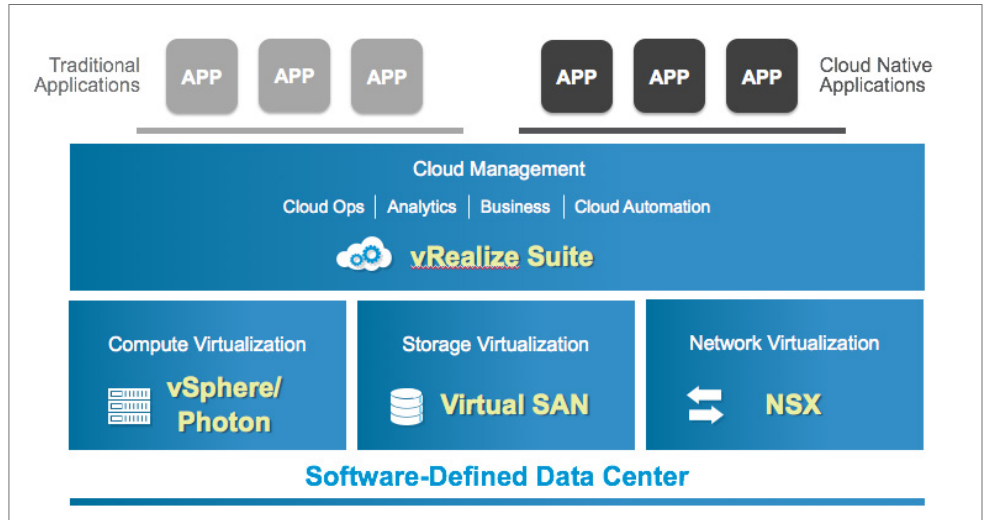 Traditional
Applications
APP
APP
APP
APP
APP
APP
Cloud Native
Applications
Cloud Management
Cloud Ops | Analytics | Business | Cloud Automation
vRealize Suite
Compute Virtualization
vSphere/
Photon
Storage Virtualization
Virtual SAN
Network Virtualization
NSX
Software-Defined Data Center